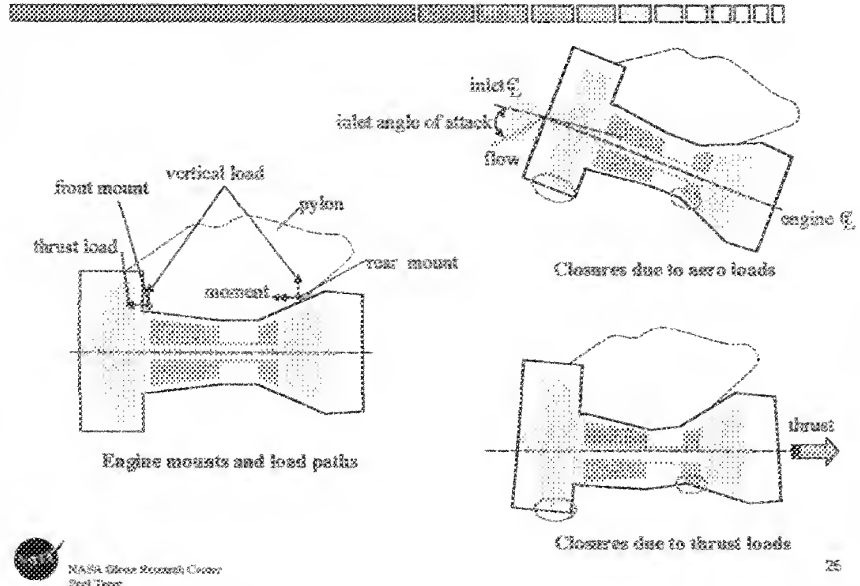 inlet ℄
inlet angle of attack
flow
engine ℄
Closures due to aero loads
vertical load
front mount
pylon
thrust load
rear mount
moment
Engine mounts and load paths
thrust
Closures due to thrust loads
NASA Glenn Research Center
26